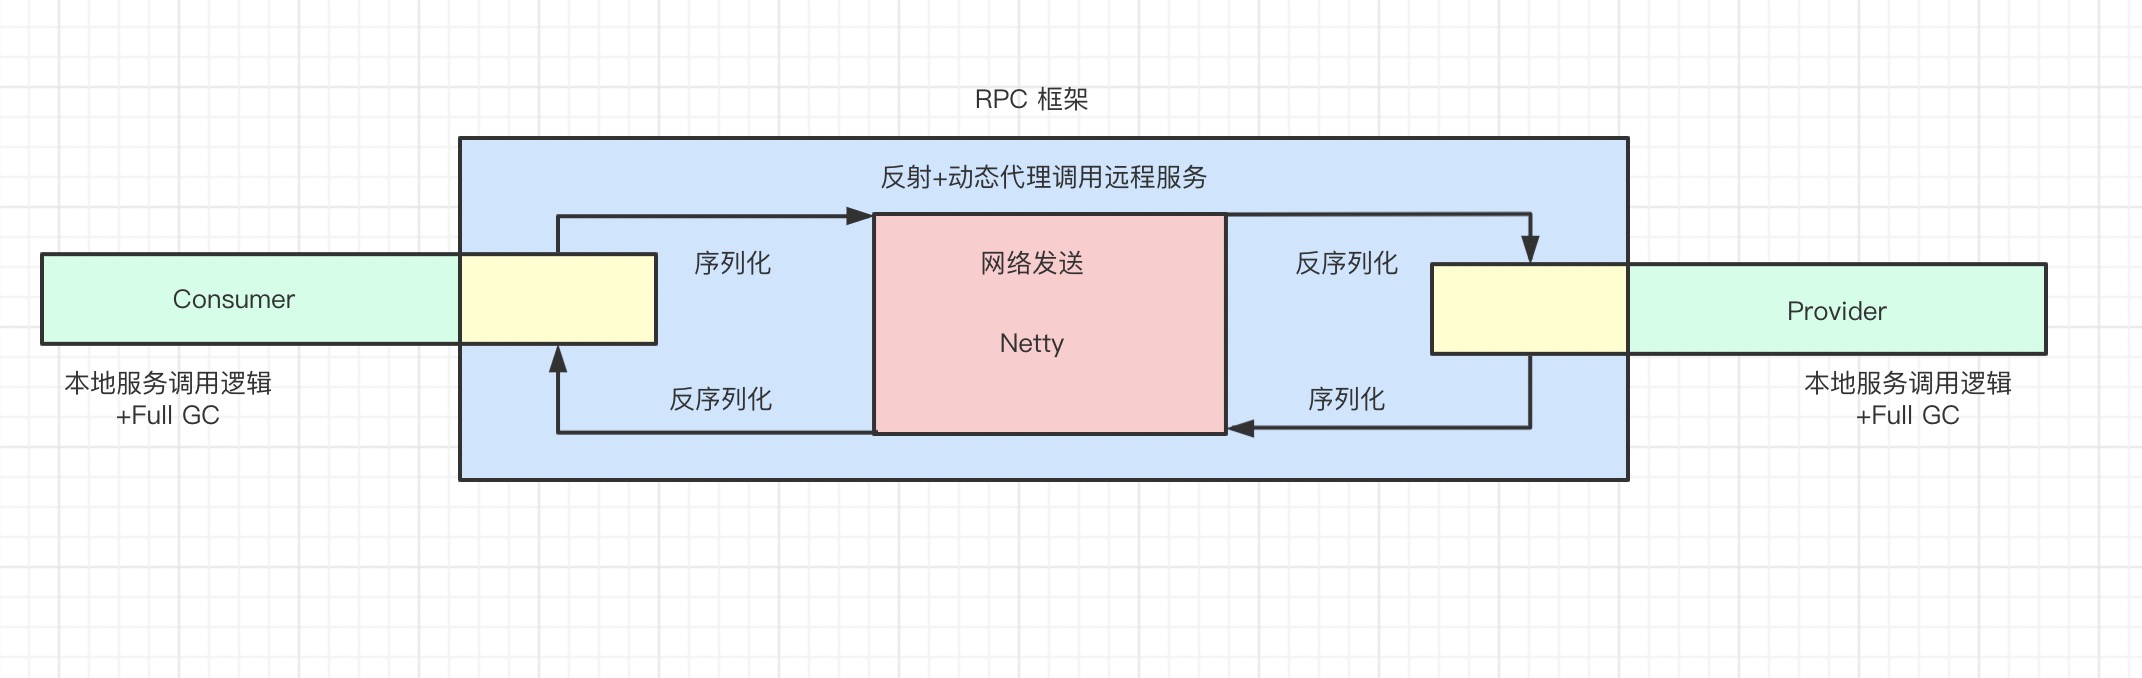 RPC 框架
反射+动态代理调用远程服务
序列化
网络发送
反序列化
Consumer
Provider
Netty
本地服务调用逻辑
+Full GC
反序列化
序列化
本地服务调用逻辑
+Full GC